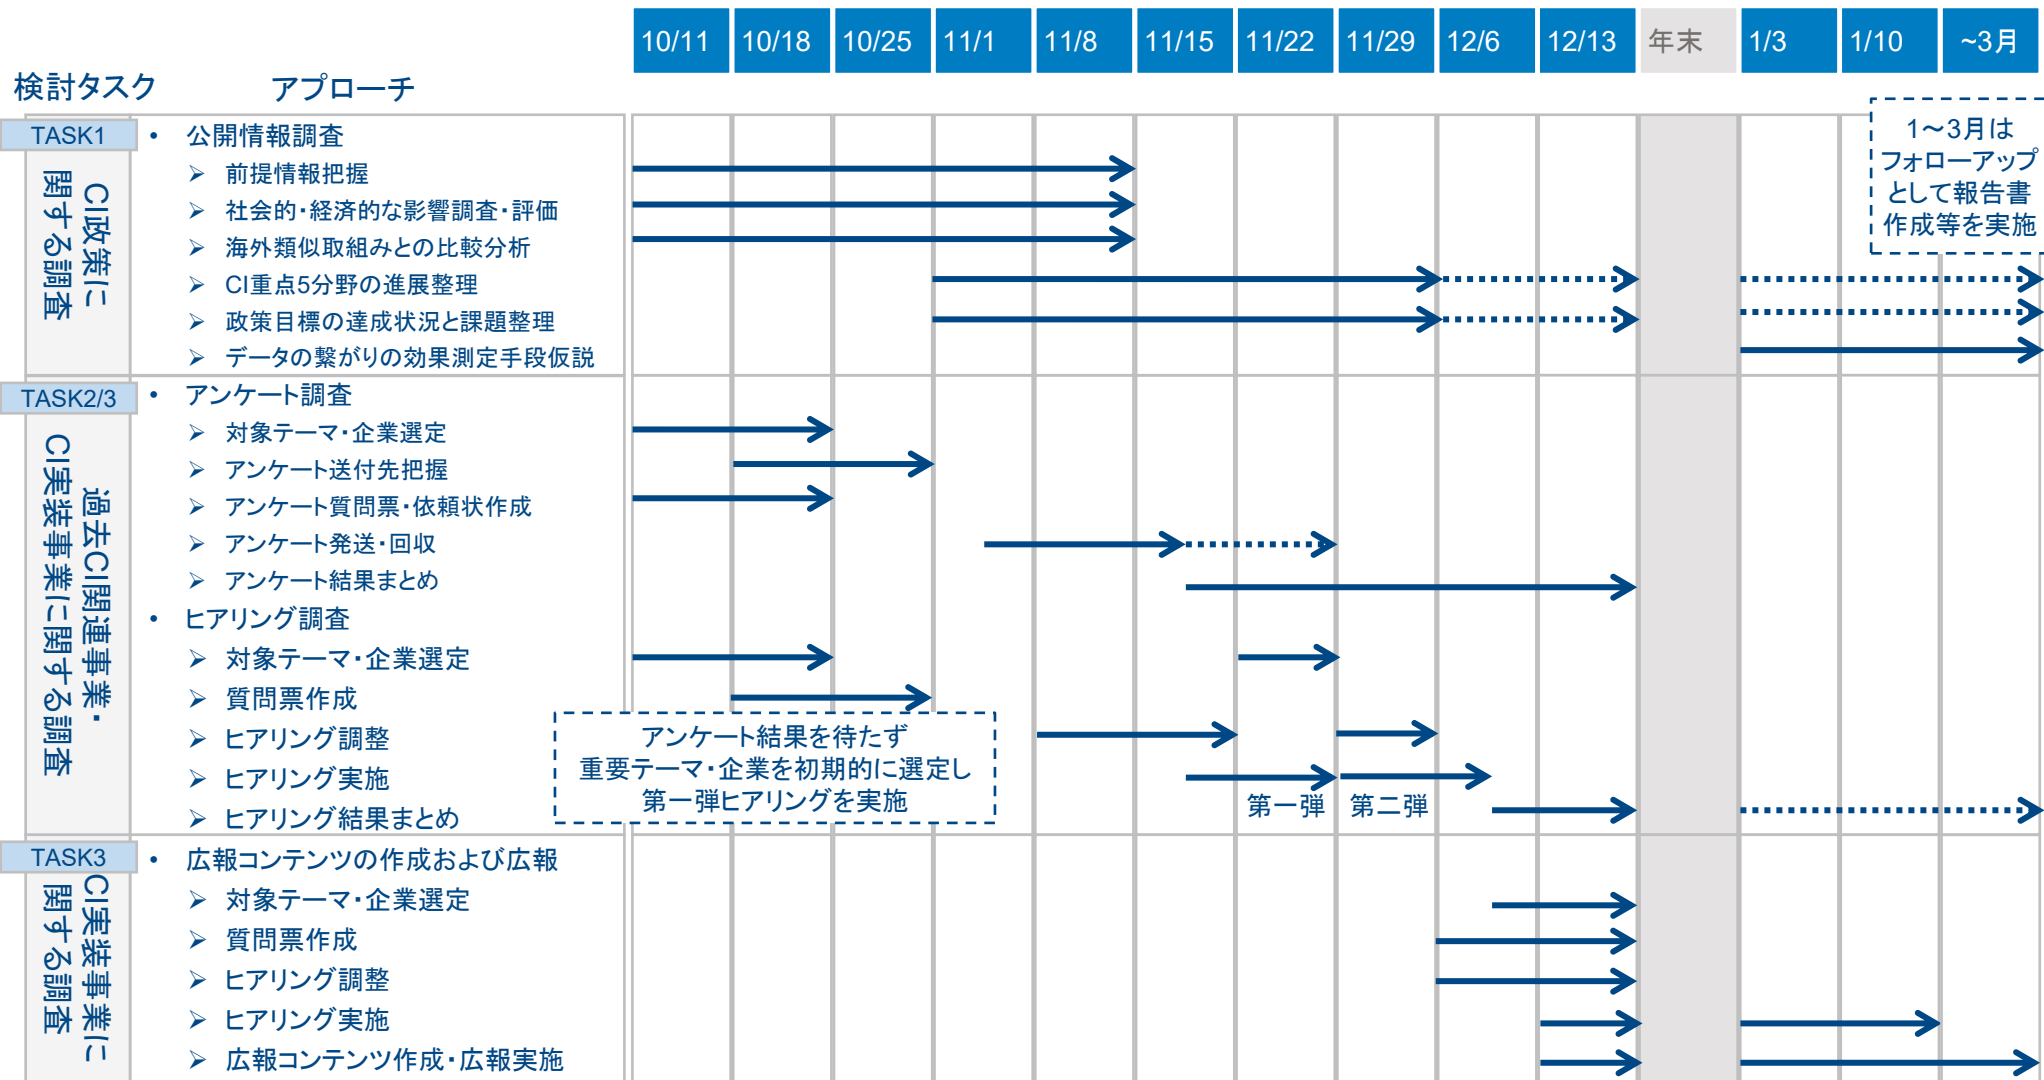 10/11 10/18 10/25 11/1 11/8 11/15 11/22 11/29 12/6 12/13 年末 1/3 1/10 ~3月
検討タスク アプローチ
TASK1
CI政策に
関する調査
• 公開情報調査
➢ 前提情報把握
➢ 社会的・経済的な影響調査・評価
➢ 海外類似取組みとの比較分析
➢ CI重点5分野の進展整理
➢ 政策目標の達成状況と課題整理
➢ データの繋がりの効果測定手段仮説
1～3月は
フォローアップ
として報告書
作成等を実施
TASK2/3
過去CI関連事業・
CI実装事業に関する調査
• アンケート調査
➢ 対象テーマ・企業選定
➢ アンケート送付先把握
➢ アンケート質問票・依頼状作成
➢ アンケート発送・回収
➢ アンケート結果まとめ
• ヒアリング調査
➢ 対象テーマ・企業選定
➢ 質問票作成
➢ ヒアリング調整
➢ ヒアリング実施
➢ ヒアリング結果まとめ
アンケート結果を待たず
重要テーマ・企業を初期的に選定し
第一弾ヒアリングを実施
第一弾 第二弾
TASK3
CI実装事業に
関する調査
• 広報コンテンツの作成および広報
➢ 対象テーマ・企業選定
➢ 質問票作成
➢ ヒアリング調整
➢ ヒアリング実施
➢ 広報コンテンツ作成・広報実施